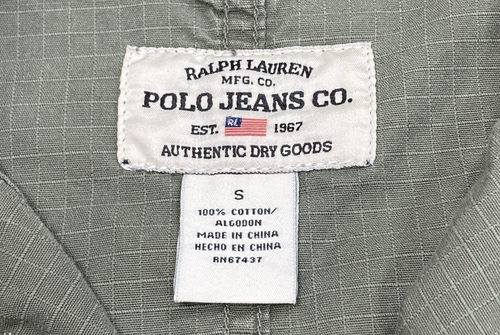 RALPH LAUREN
MFG. CO.
POLO JEANS CO.
EST. RL 1967
AUTHENTIC DRY GOODS
S
100% COTTON/
ALGODON
MADE IN CHINA
HECHO EN CHINA
RN67437